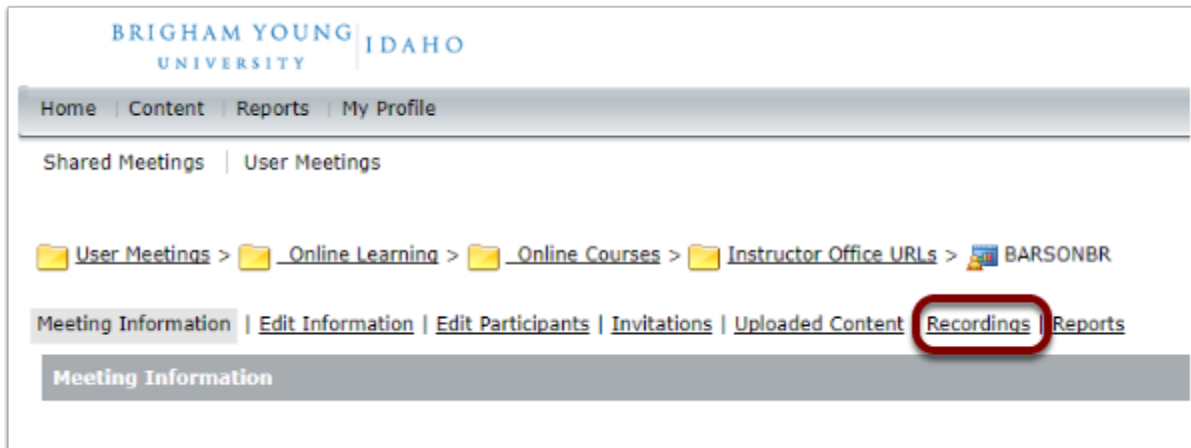 BRIGHAM YOUNG
UNIVERSITY
IDAHO
Home | Content | Reports | My Profile
Shared Meetings | User Meetings
User Meetings > _Online Learning > _Online Courses > Instructor Office URLs > BARSONBR
Meeting Information | Edit Information | Edit Participants | Invitations | Uploaded Content | Recordings | Reports
Meeting Information